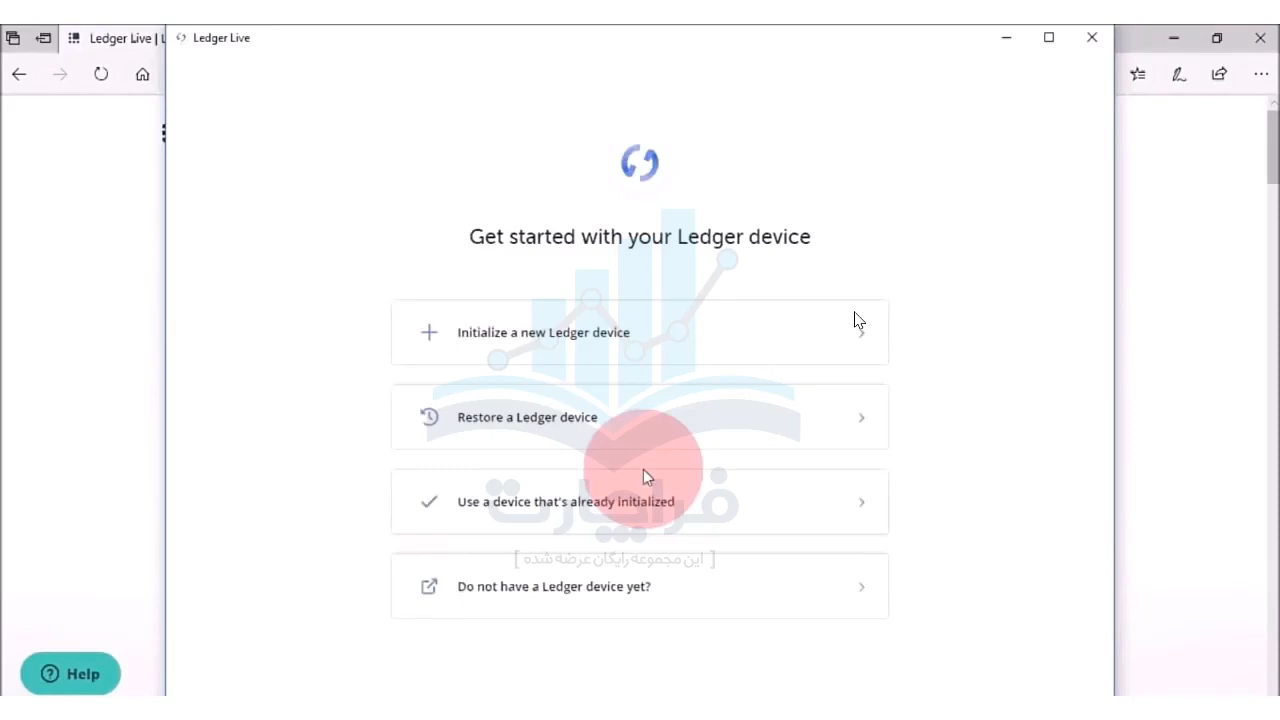 Ledger Live | L
Ledger Live
Get started with your Ledger device
Initialize a new Ledger device
Restore a Ledger device
Use a device that's already initialized
فراچارت
[ این مجموعه رایگان عرضه شده ]
Do not have a Ledger device yet?
Help